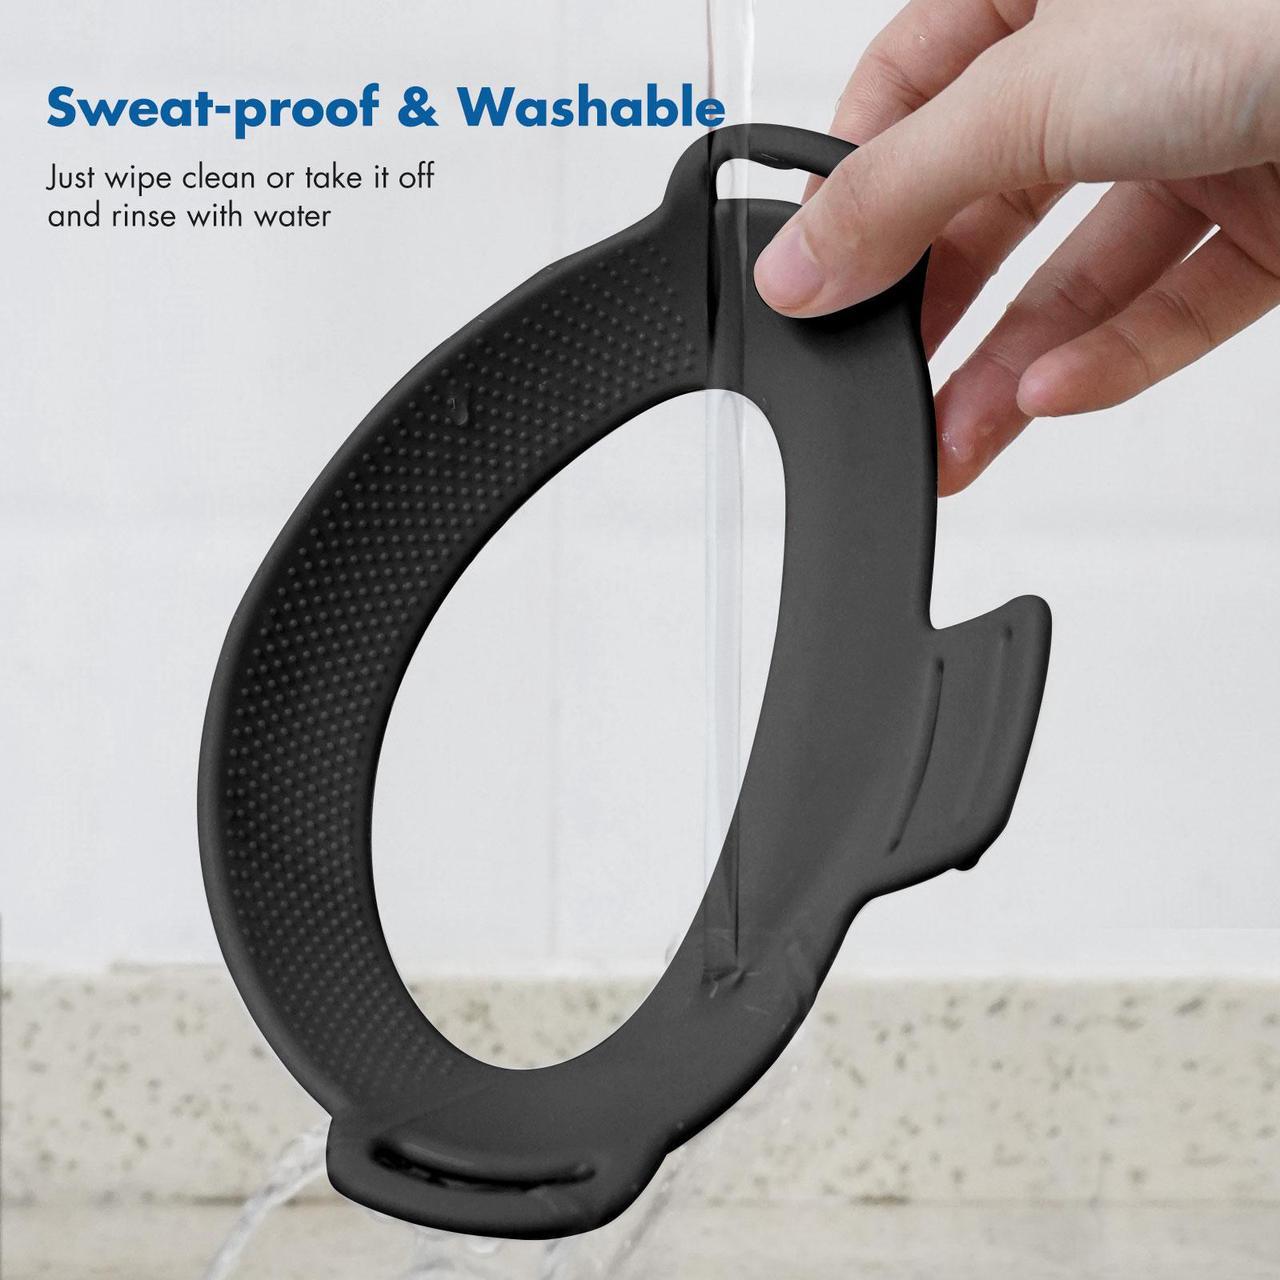 Sweat-proof & Washable
Just wipe clean or take it off
and rinse with water